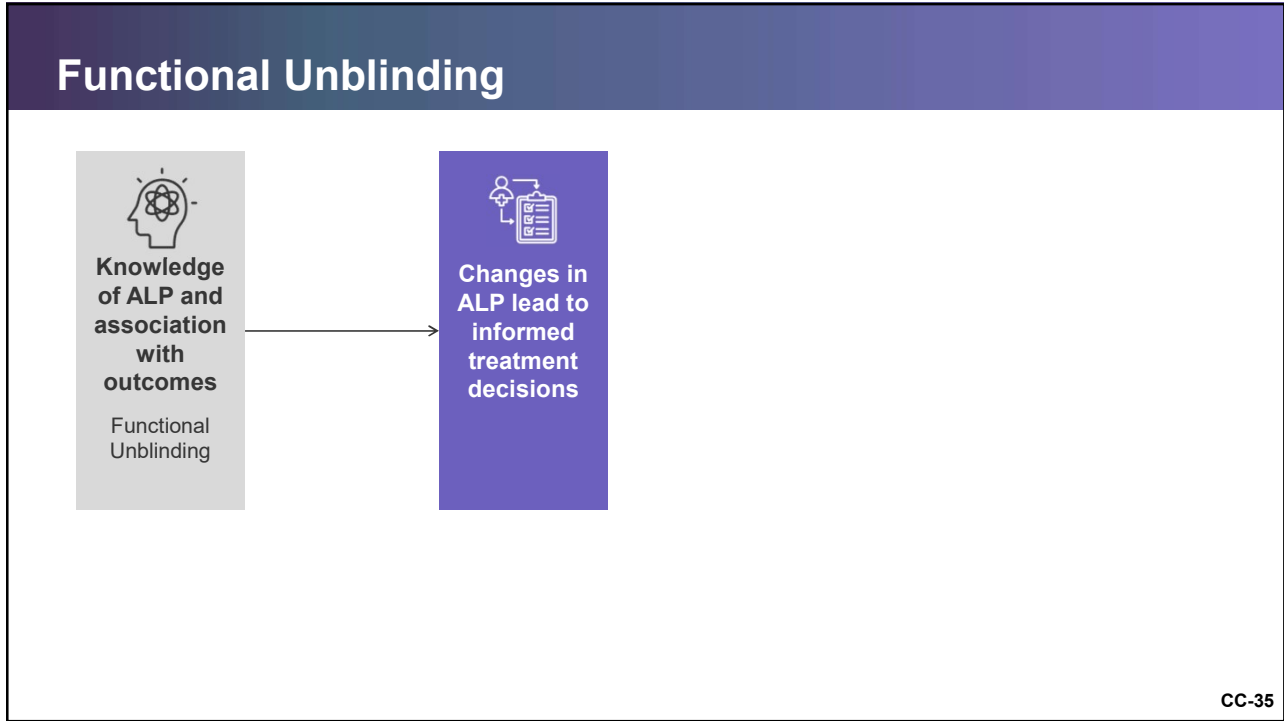 Functional Unblinding
Knowledge
of ALP and
association
with
outcomes
Functional
Unblinding
Changes in
ALP lead to
informed
treatment
decisions
CC-35